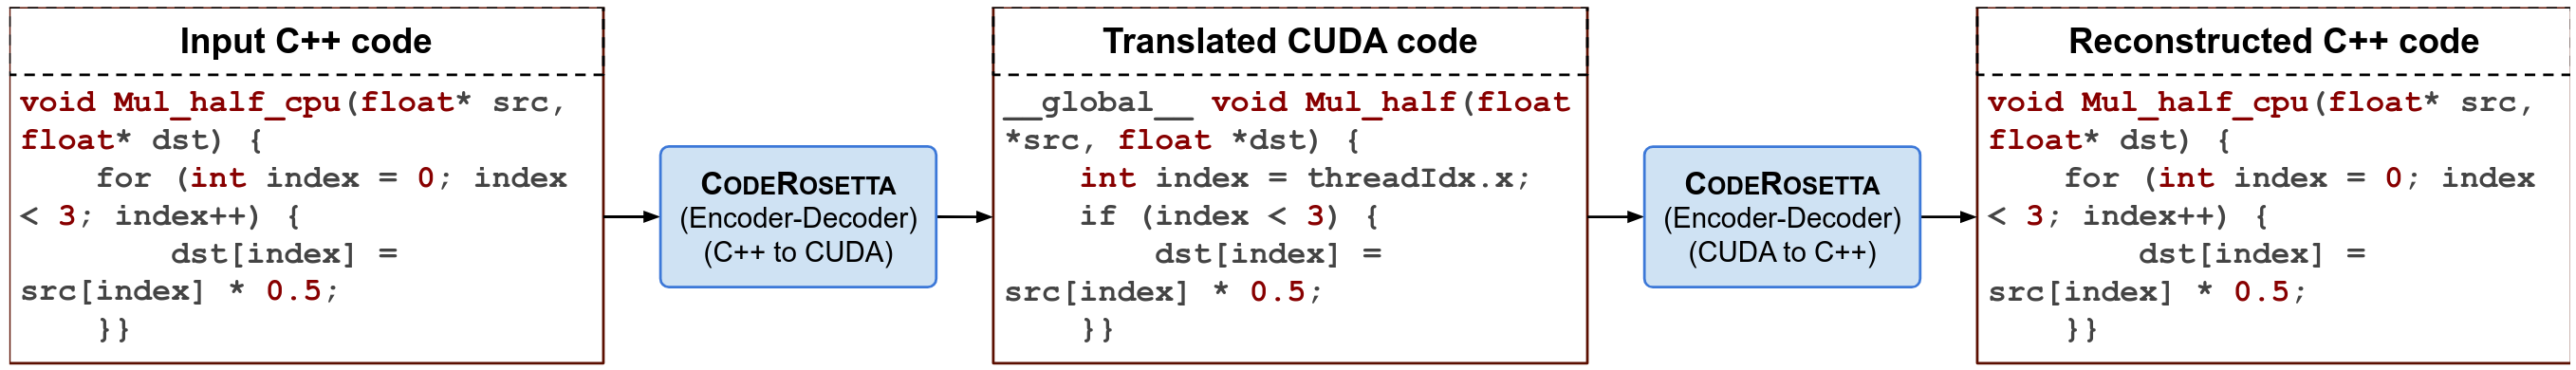 Input C++ code
void Mul_half_cpu(float* src,
float* dst) {
    for (int index = 0; index
< 3; index++) {
        dst[index] =
src[index] * 0.5;
    }}
CODEROSETTA
(Encoder-Decoder)
(C++ to CUDA)
Translated CUDA code
__global__ void Mul_half(float
*src, float *dst) {
    int index = threadIdx.x;
    if (index < 3) {
        dst[index] =
src[index] * 0.5;
    }}
CODEROSETTA
(Encoder-Decoder)
(CUDA to C++)
Reconstructed C++ code
void Mul_half_cpu(float* src,
float* dst) {
    for (int index = 0; index
< 3; index++) {
        dst[index] =
src[index] * 0.5;
    }}